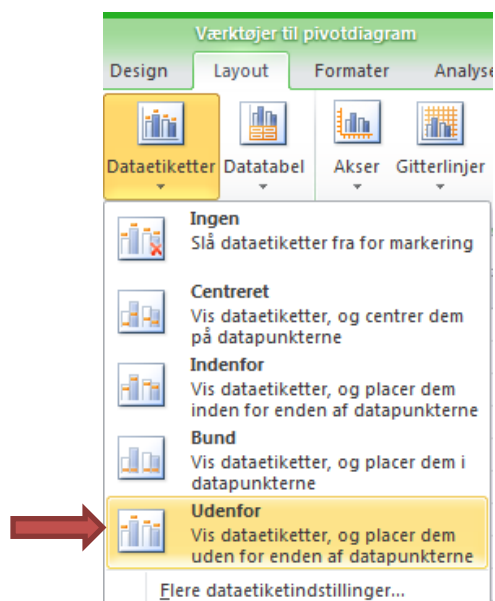 Værktøjer til pivotdiagram
Design Layout Formater Analyse
Dataetiketter Datatabel Akser Gitterlinjer
Ingen
Slå dataetiketter fra for markering
Centreret
Vis dataetiketter, og centrer dem
på datapunkterne
Indenfor
Vis dataetiketter, og placer dem
inden for enden af datapunkterne
Bund
Vis dataetiketter, og placer dem i
datapunkterne
Udenfor
Vis dataetiketter, og placer dem
uden for enden af datapunkterne
Flere dataetiketindstillinger...